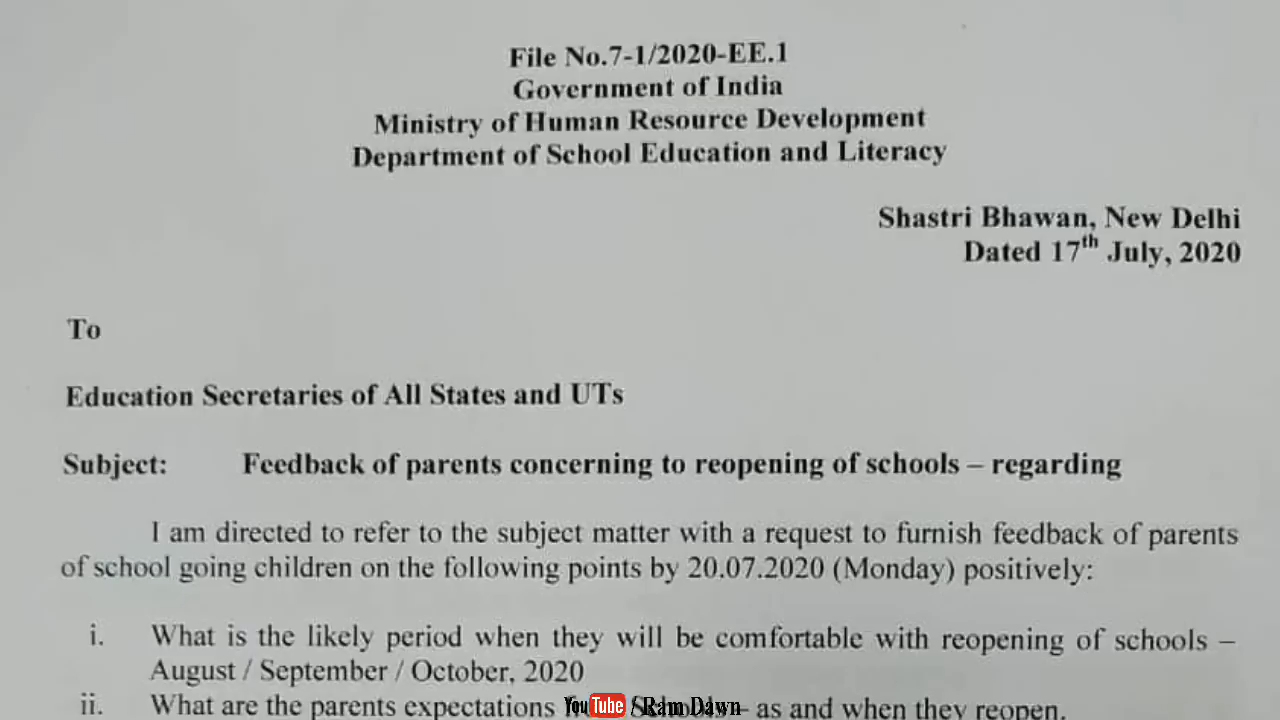 File No.7-1/2020-EE.1
Government of India
Ministry of Human Resource Development
Department of School Education and Literacy
Shastri Bhawan, New Delhi
Dated 17th July, 2020
To
Education Secretaries of All States and UTs
Subject: Feedback of parents concerning to reopening of schools – regarding
I am directed to refer to the subject matter with a request to furnish feedback of parents
of school going children on the following points by 20.07.2020 (Monday) positively:
i. What is the likely period when they will be comfortable with reopening of schools –
August / September / October, 2020
ii. What are the parents expectations Schools – as and when they reopen.
YouTube / Ram Dawn